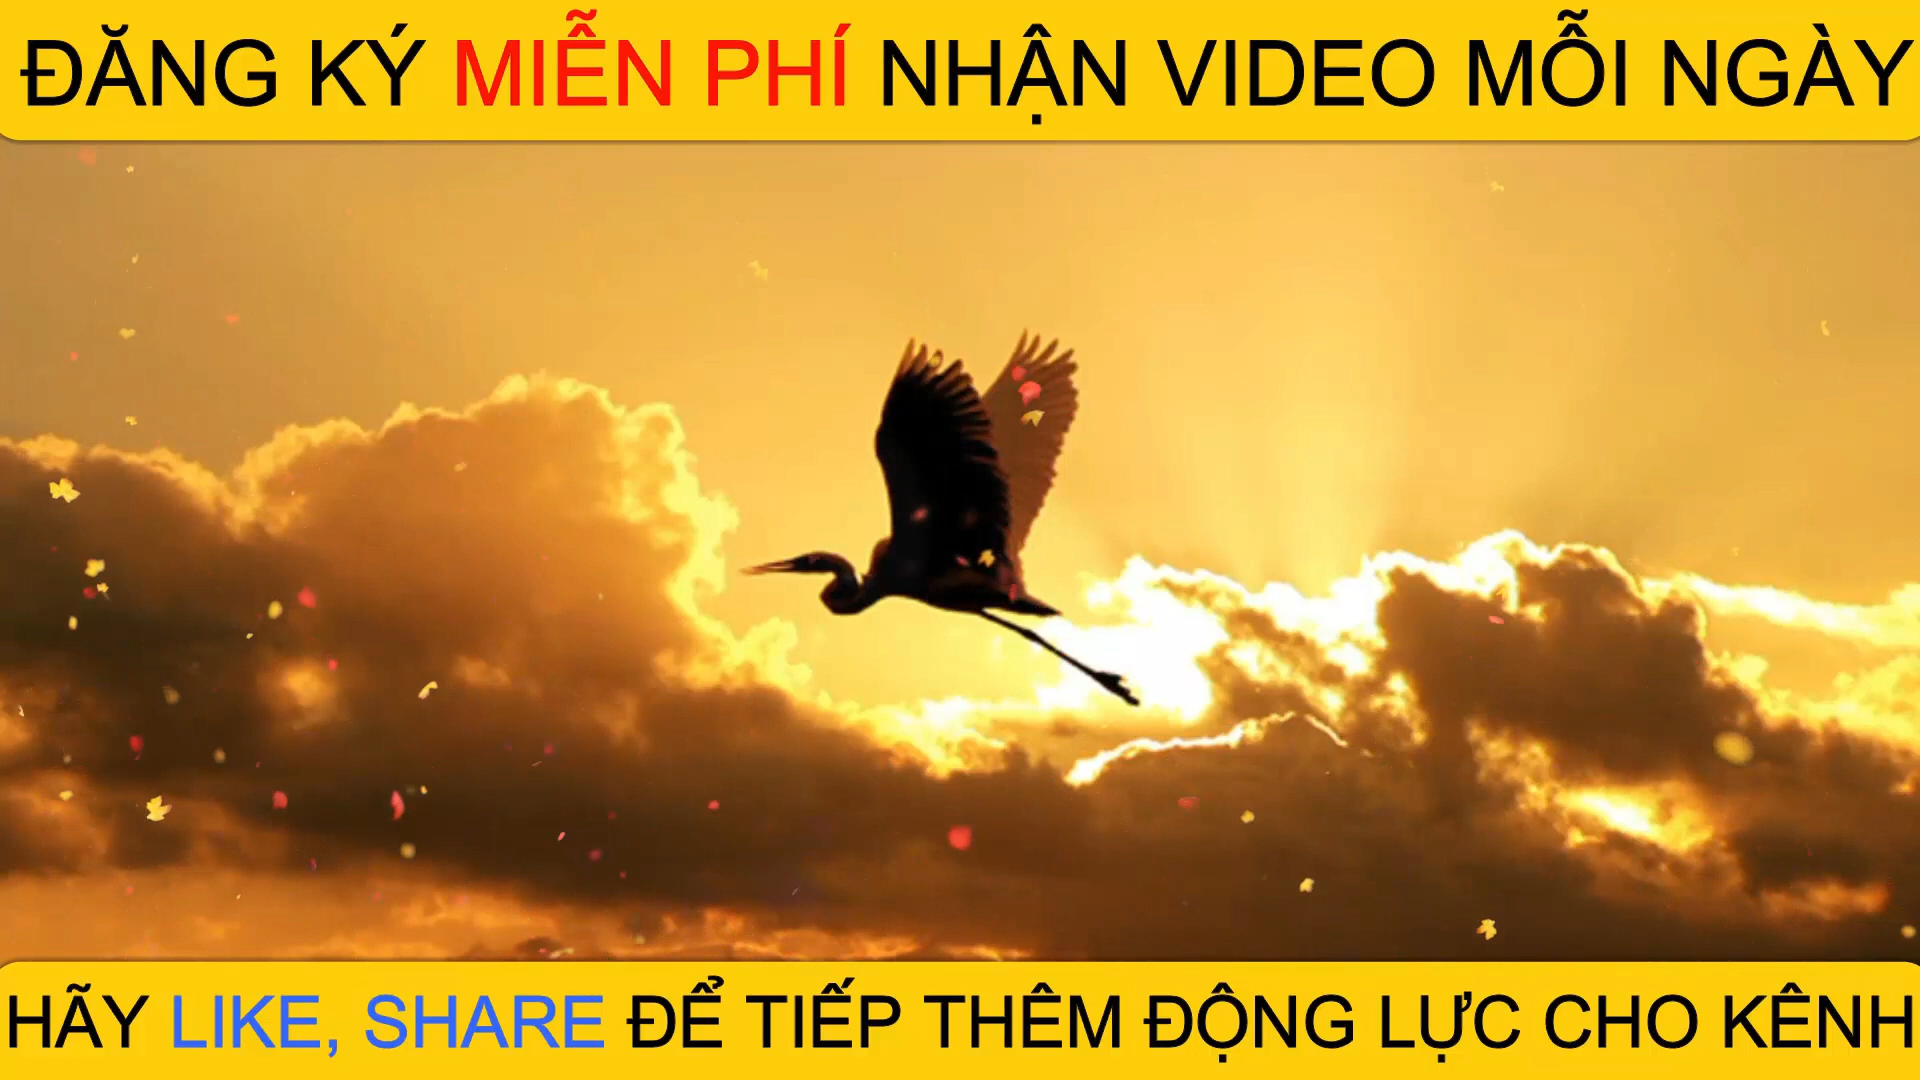 ĐĂNG KÝ MIỄN PHÍ NHẬN VIDEO MỖI NGÀY
HÃY LIKE, SHARE ĐỂ TIẾP THÊM ĐỘNG LỰC CHO KÊNH